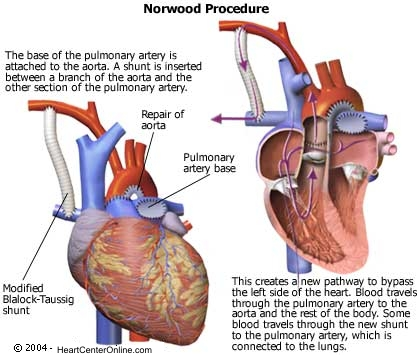 Norwood Procedure
The base of the pulmonary artery is
attached to the aorta. A shunt is inserted
between a branch of the aorta and the
other section of the pulmonary artery.
Repair of
aorta
Pulmonary
artery base
Modified
Blalock-Taussig
shunt
This creates a new pathway to bypass
the left side of the heart. Blood travels
through the pulmonary artery to the
aorta and the rest of the body. Some
blood travels through the new shunt
to the pulmonary artery, which is
connected to the lungs.
© 2004 - HeartCenterOnline.com